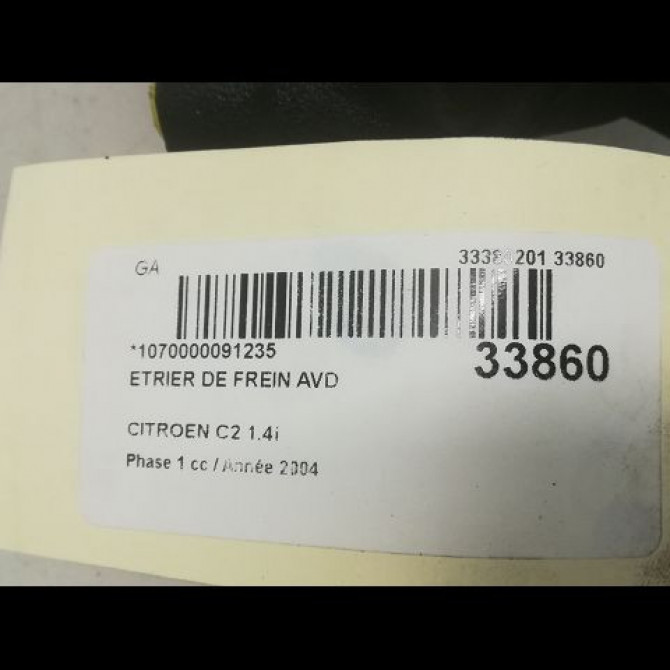 GA
33860
*1070000091235
33860
ETRIER DE FREIN AVD
CITROEN C2 1.4i
Phase 1 cc / Année 2004